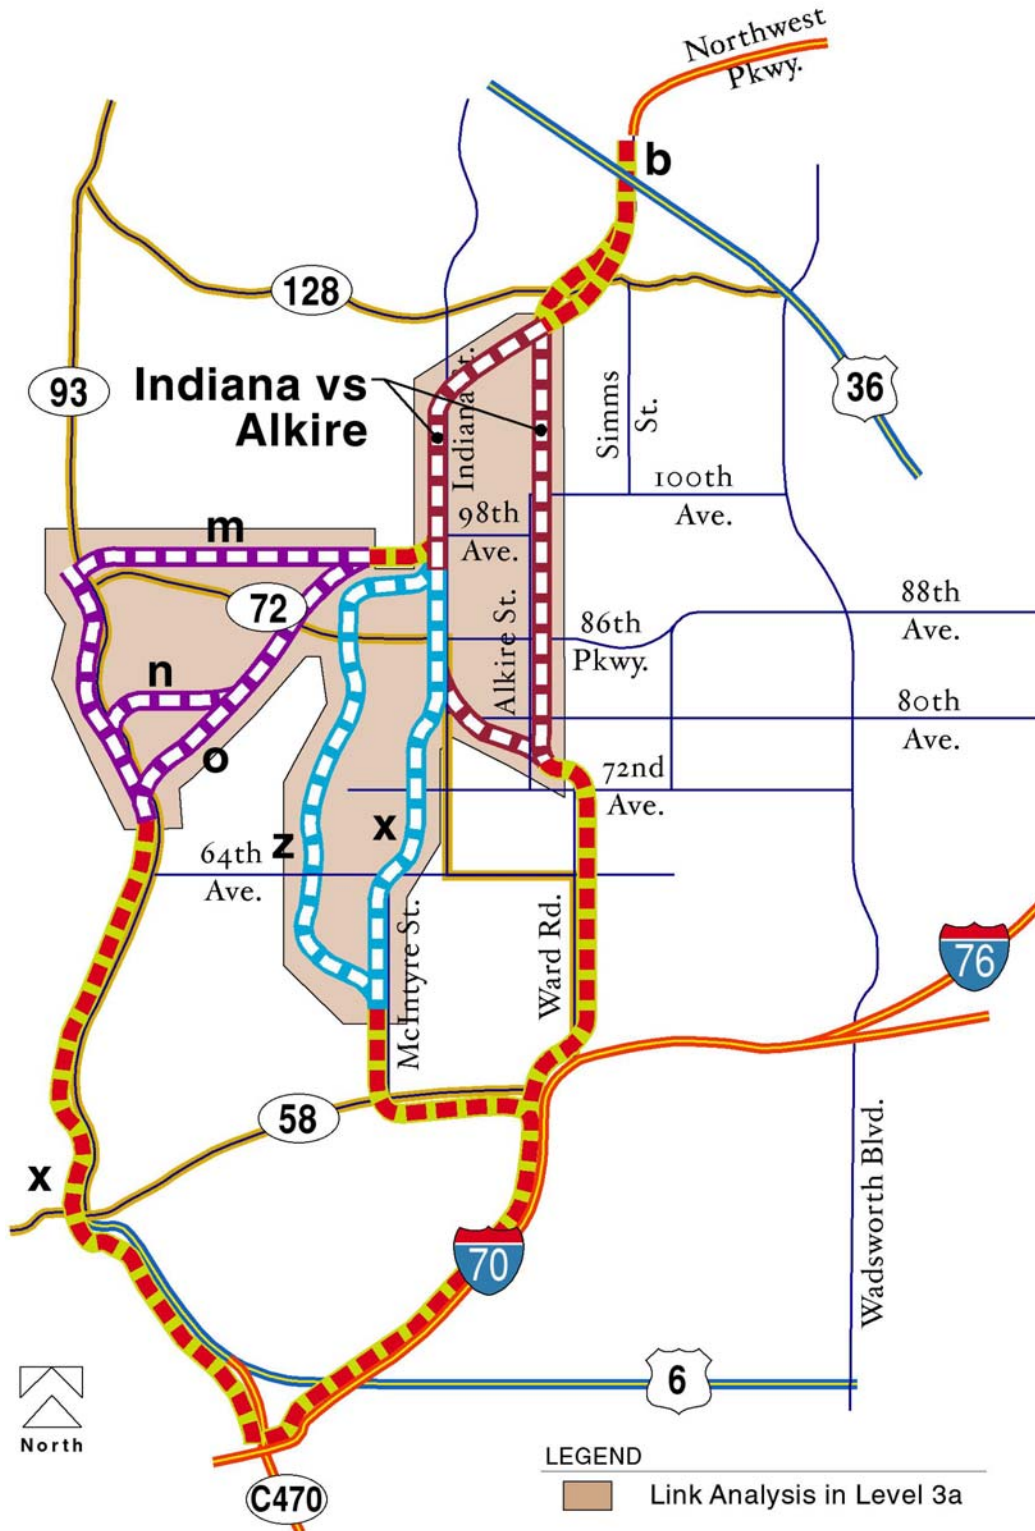 Northwest
Pkwy.
b
128
93
Indiana vs
Alkire
Indiana St.
Simms
St.
36
100th
Ave.
98th
Ave.
m
72
88th
Ave.
86th
Pkwy.
Alkire St.
n
80th
Ave.
o
72nd
Ave.
z
x
64th
Ave.
McIntyre St.
Ward Rd.
76
58
x
Wadsworth Blvd.
70
6
North
C470
LEGEND
Link Analysis in Level 3a